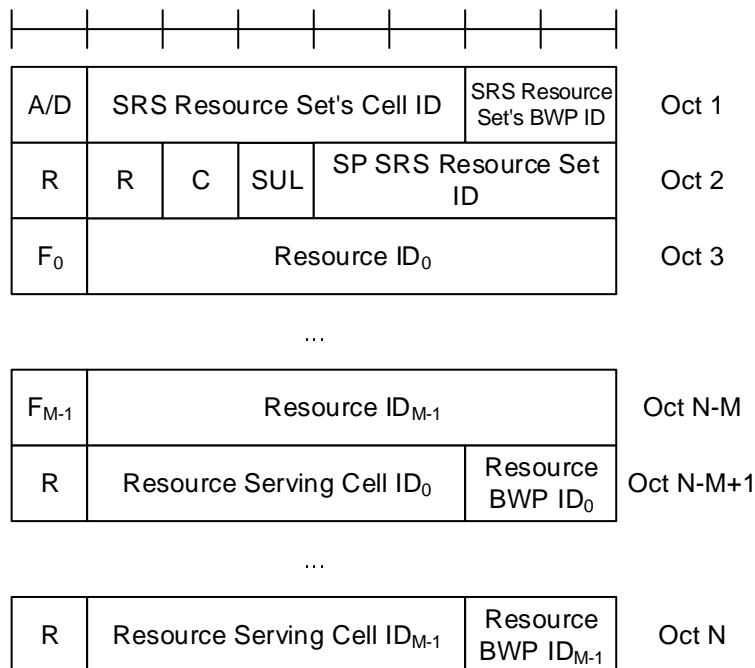 A/D SRS Resource Set's Cell ID SRS Resource Set's BWP ID Oct 1
R R C SUL SP SRS Resource Set ID Oct 2
F0 Resource ID0 Oct 3
...
FM-1 Resource IDM-1 Oct N-M
R Resource Serving Cell ID0 Resource BWP ID0 Oct N-M+1
...
R Resource Serving Cell IDM-1 Resource BWP IDM-1 Oct N